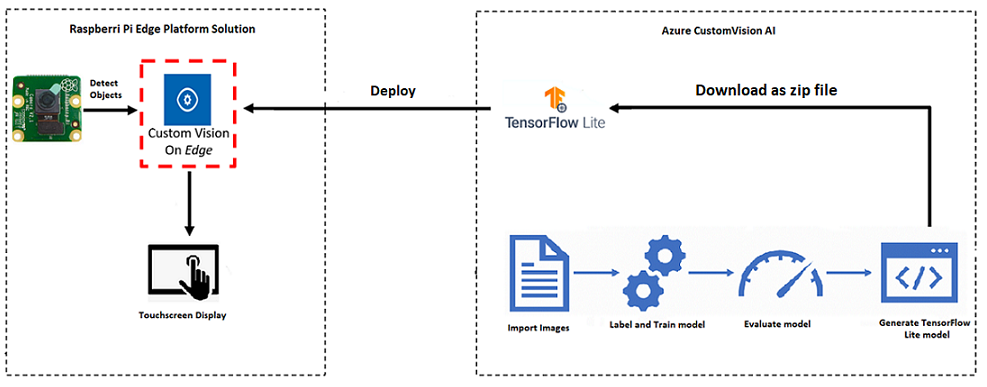 Raspberri Pi Edge Platform Solution
Detect
Objects
Custom Vision
On Edge
Touchscreen Display
Deploy
Azure CustomVision AI
TensorFlow Lite
Download as zip file
Import Images
Label and Train model
Evaluate model
Generate TensorFlow
Lite model